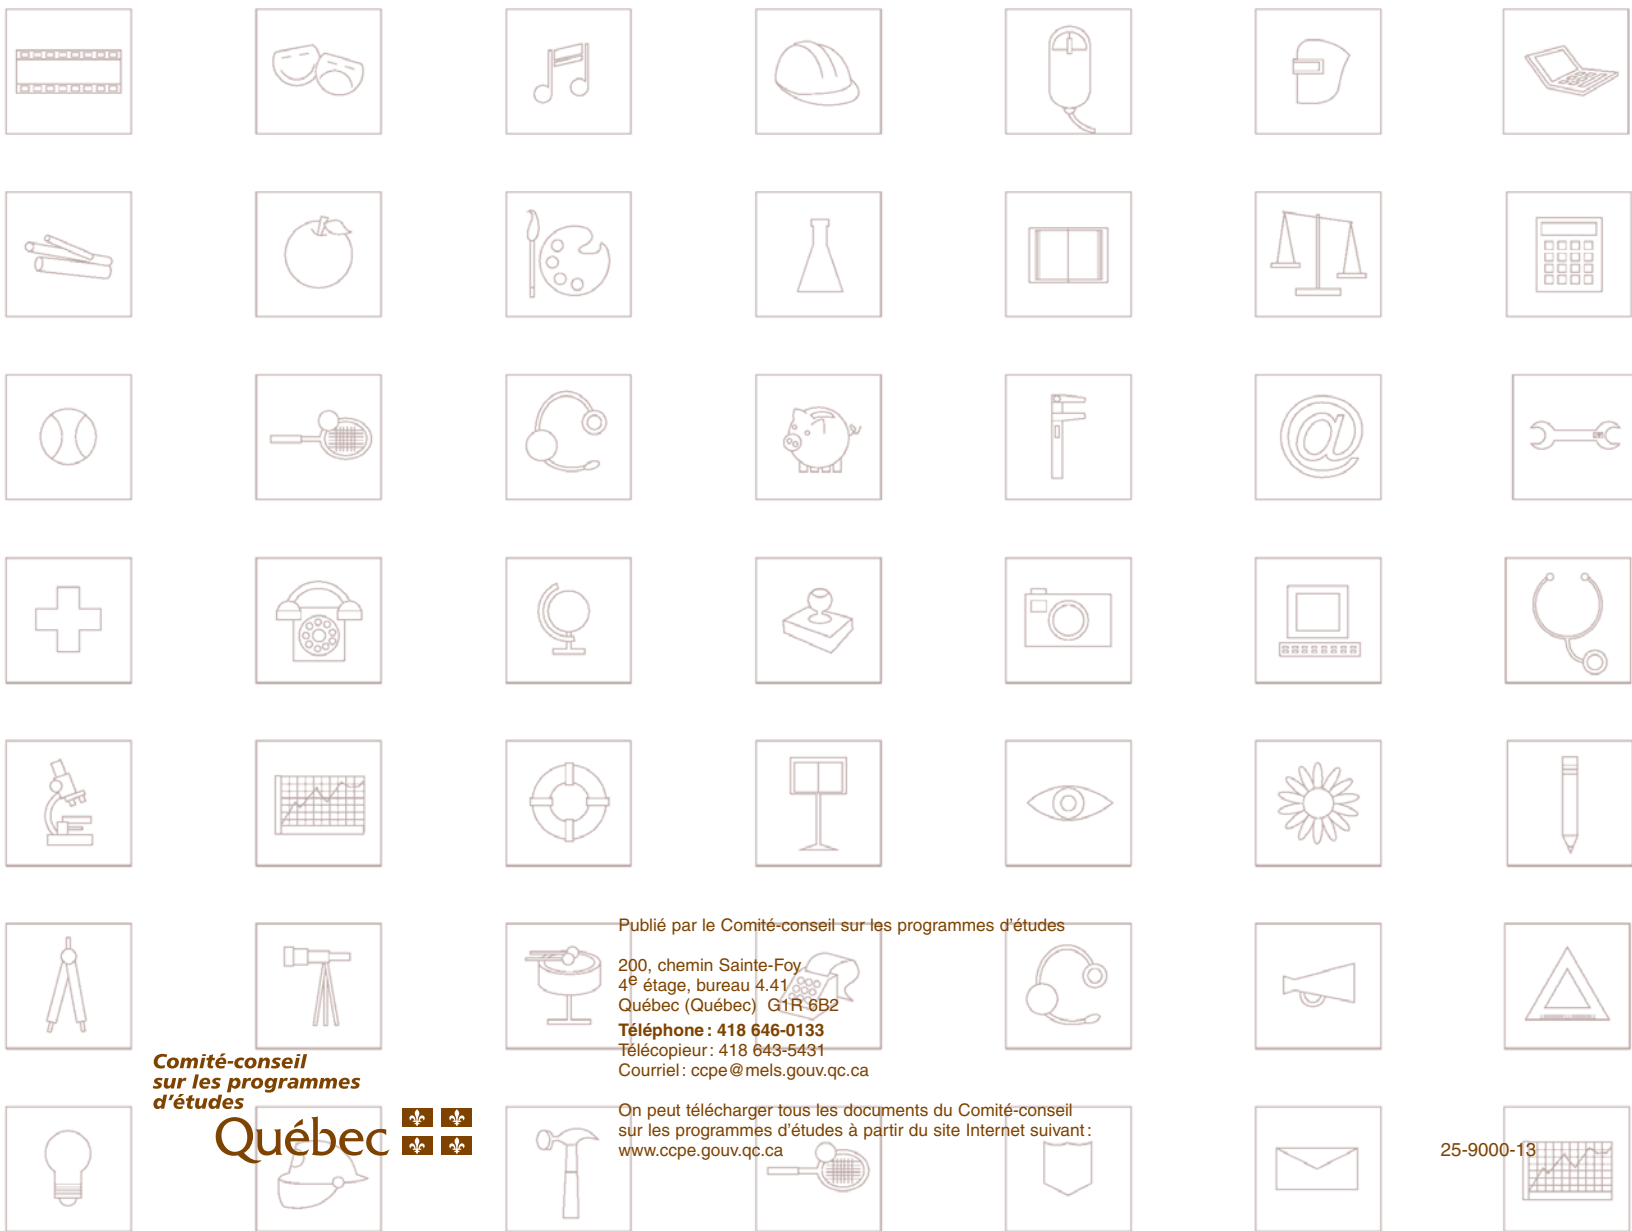 Publié par le Comité-conseil sur les programmes d'études
200, chemin Sainte-Foy
4e étage, bureau 4.41
Québec (Québec) G1R 6B2
Téléphone : 418 646-0133
Télécopieur : 418 643-5431
Courriel : ccpe@mels.gouv.qc.ca
On peut télécharger tous les documents du Comité-conseil
sur les programmes d'études à partir du site Internet suivant :
www.ccpe.gouv.qc.ca
Comité-conseil
sur les programmes
d'études
Québec
25-9000-13